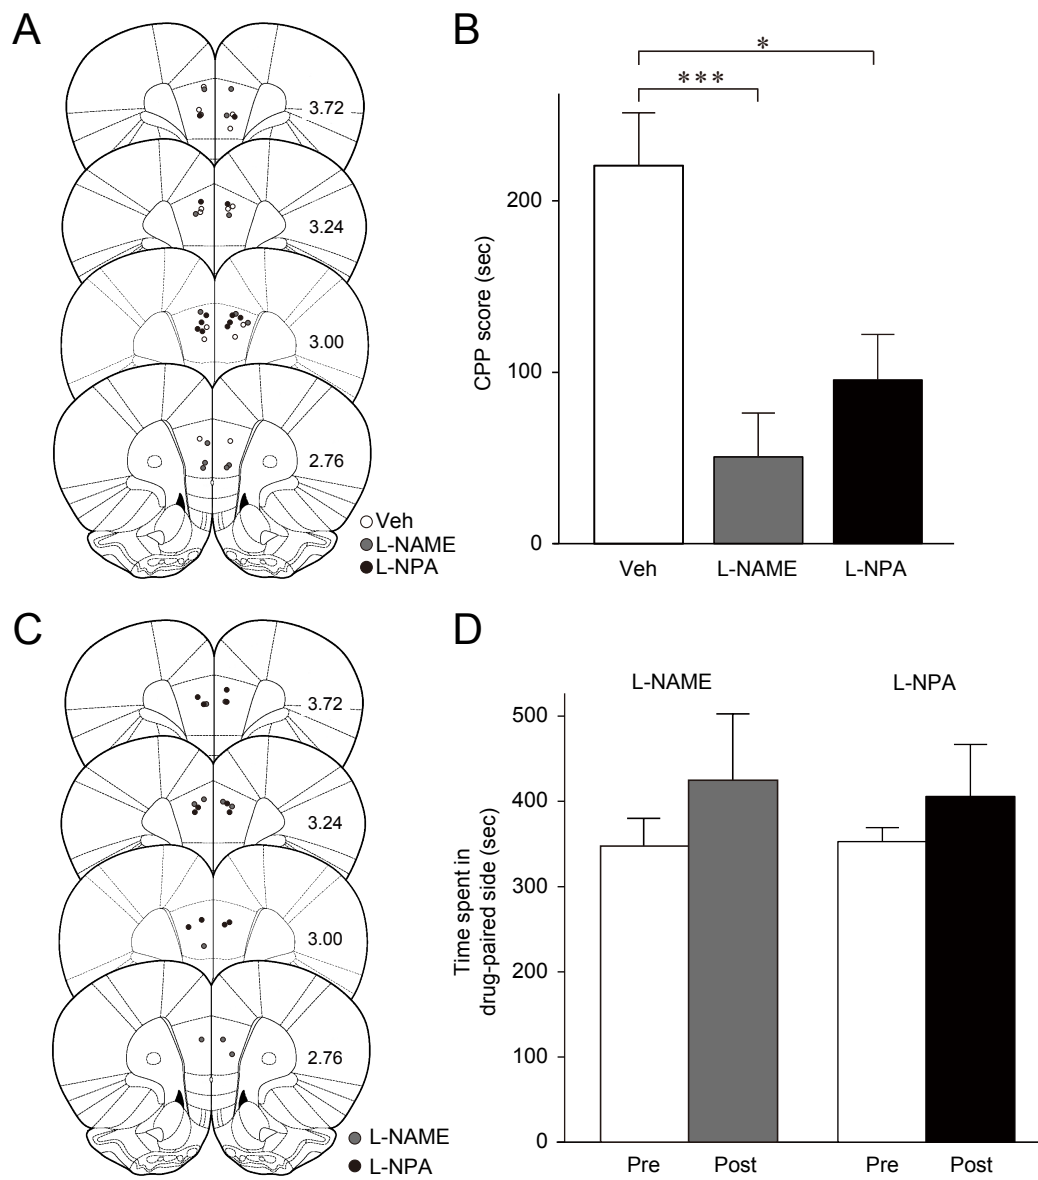 A
3.72
3.24
3.00
2.76
Veh
L-NAME
L-NPA
B
*
***
CPP score (sec)
200
100
0
Veh L-NAME L-NPA
C
3.72
3.24
3.00
2.76
L-NAME
L-NPA
D
L-NAME L-NPA
Time spent in
drug-paired side (sec)
500
400
300
200
100
0
Pre Post Pre Post